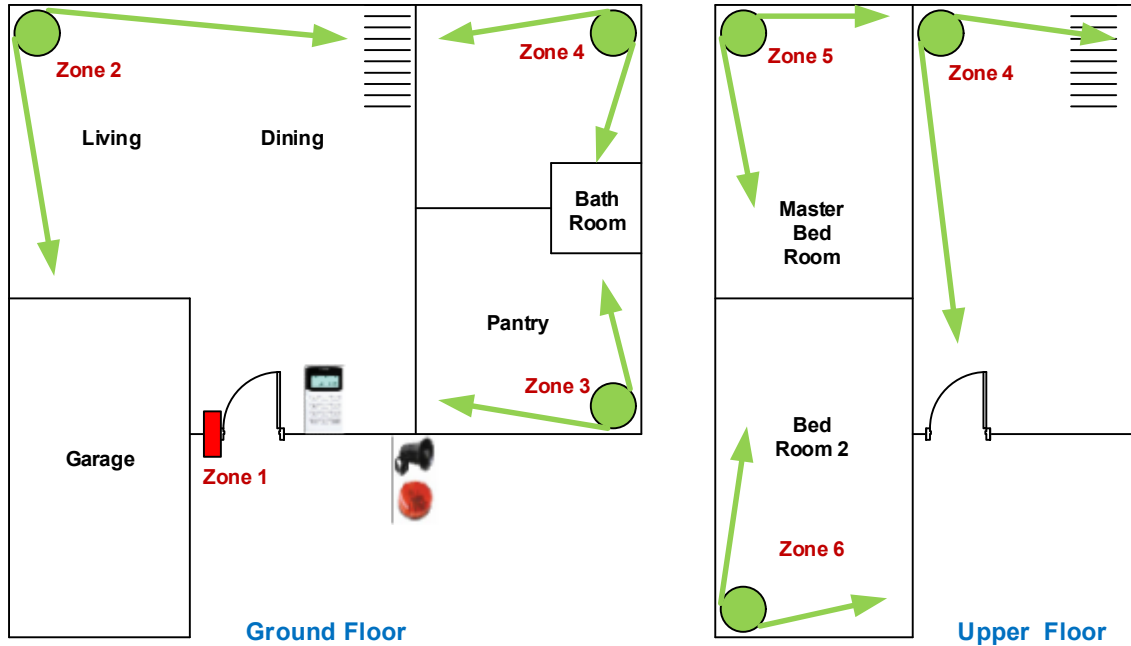 Zone 2
Zone 4
Living
Dining
Bath
Room
Pantry
Zone 3
Garage
Zone 1
Ground Floor
Zone 5
Zone 4
Master
Bed
Room
Bed
Room 2
Zone 6
Upper Floor